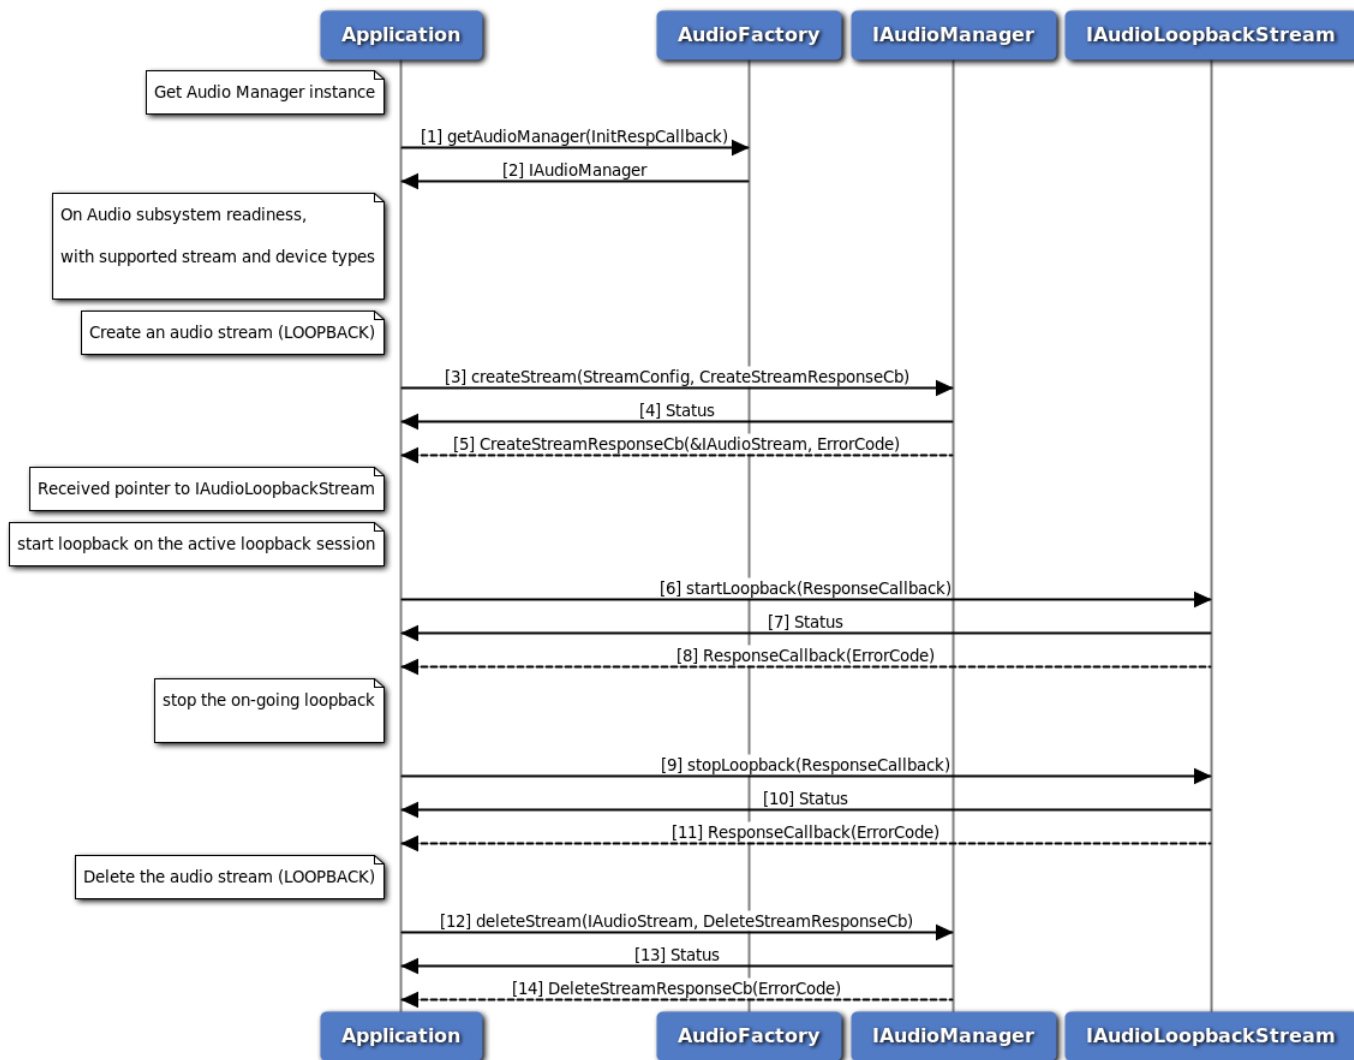 Application
AudioFactory
IAudioManager
IAudioLoopbackStream
Get Audio Manager instance
[1] getAudioManager(InitRespCallback)
[2] IAudioManager
On Audio subsystem readiness,
with supported stream and device types
Create an audio stream (LOOPBACK)
[3] createStream(StreamConfig, CreateStreamResponseCb)
[4] Status
[5] CreateStreamResponseCb(&IAudioStream, ErrorCode)
Received pointer to IAudioLoopbackStream
start loopback on the active loopback session
[6] startLoopback(ResponseCallback)
[7] Status
[8] ResponseCallback(ErrorCode)
stop the on-going loopback
[9] stopLoopback(ResponseCallback)
[10] Status
[11] ResponseCallback(ErrorCode)
Delete the audio stream (LOOPBACK)
[12] deleteStream(IAudioStream, DeleteStreamResponseCb)
[13] Status
[14] DeleteStreamResponseCb(ErrorCode)
Application
AudioFactory
IAudioManager
IAudioLoopbackStream